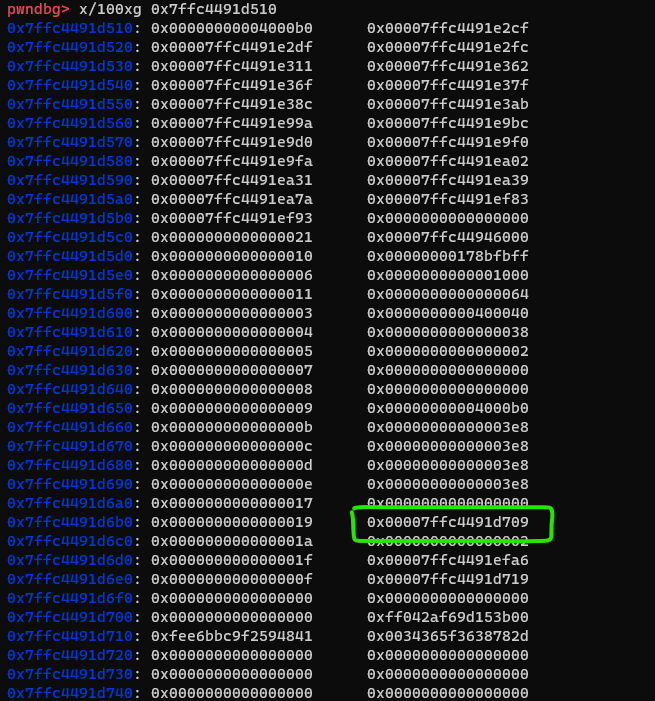 pwndbg> x/100xg 0x7ffc4491d510
0x7ffc4491d510: 0x00000000004000b0 0x00007ffc4491e2cf
0x7ffc4491d520: 0x00007ffc4491e2df 0x00007ffc4491e2fc
0x7ffc4491d530: 0x00007ffc4491e311 0x00007ffc4491e362
0x7ffc4491d540: 0x00007ffc4491e36f 0x00007ffc4491e37f
0x7ffc4491d550: 0x00007ffc4491e38c 0x00007ffc4491e3ab
0x7ffc4491d560: 0x00007ffc4491e99a 0x00007ffc4491e9bc
0x7ffc4491d570: 0x00007ffc4491e9d0 0x00007ffc4491e9f0
0x7ffc4491d580: 0x00007ffc4491e9fa 0x00007ffc4491ea02
0x7ffc4491d590: 0x00007ffc4491ea31 0x00007ffc4491ea39
0x7ffc4491d5a0: 0x00007ffc4491ea7a 0x00007ffc4491ef83
0x7ffc4491d5b0: 0x00007ffc4491ef93 0x0000000000000000
0x7ffc4491d5c0: 0x0000000000000021 0x00007ffc44946000
0x7ffc4491d5d0: 0x0000000000000010 0x00000000178bfbff
0x7ffc4491d5e0: 0x0000000000000006 0x0000000000001000
0x7ffc4491d5f0: 0x0000000000000011 0x0000000000000064
0x7ffc4491d600: 0x0000000000000003 0x0000000000400040
0x7ffc4491d610: 0x0000000000000004 0x0000000000000038
0x7ffc4491d620: 0x0000000000000005 0x0000000000000002
0x7ffc4491d630: 0x0000000000000007 0x0000000000000000
0x7ffc4491d640: 0x0000000000000008 0x0000000000000000
0x7ffc4491d650: 0x0000000000000009 0x00000000004000b0
0x7ffc4491d660: 0x000000000000000b 0x00000000000003e8
0x7ffc4491d670: 0x000000000000000c 0x00000000000003e8
0x7ffc4491d680: 0x000000000000000d 0x00000000000003e8
0x7ffc4491d690: 0x000000000000000e 0x00000000000003e8
0x7ffc4491d6a0: 0x0000000000000017 0x0000000000000000
0x7ffc4491d6b0: 0x0000000000000019 0x00007ffc4491d709
0x7ffc4491d6c0: 0x000000000000001a 0x0000000000000002
0x7ffc4491d6d0: 0x000000000000001f 0x00007ffc4491efa6
0x7ffc4491d6e0: 0x000000000000000f 0x00007ffc4491d719
0x7ffc4491d6f0: 0x0000000000000000 0x0000000000000000
0x7ffc4491d700: 0x0000000000000000 0xff042af69d153b00
0x7ffc4491d710: 0xfee6bbc9f2594841 0x0034365f3638782d
0x7ffc4491d720: 0x0000000000000000 0x0000000000000000
0x7ffc4491d730: 0x0000000000000000 0x0000000000000000
0x7ffc4491d740: 0x0000000000000000 0x0000000000000000